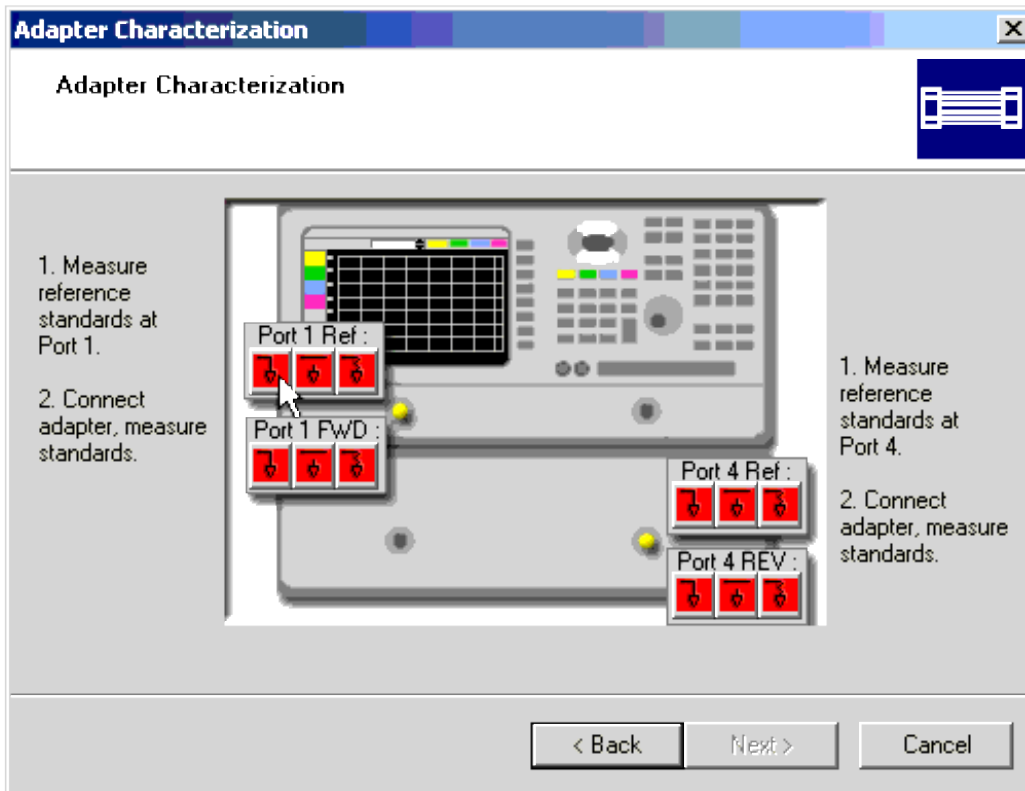 Adapter Characterization
Adapter Characterization
1. Measure
reference
standards at
Port 1.
2. Connect
adapter, measure
standards.
Port 1 Ref :
Port 1 FWD :
Port 4 Ref :
Port 4 REV :
1. Measure
reference
standards at
Port 4.
2. Connect
adapter, measure
standards.
< Back
Next >
Cancel